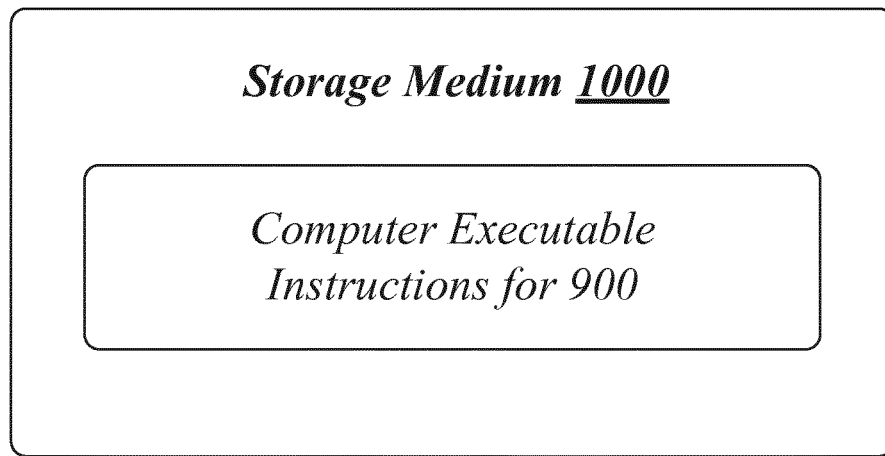 Storage Medium 1000
Computer Executable
Instructions for 900